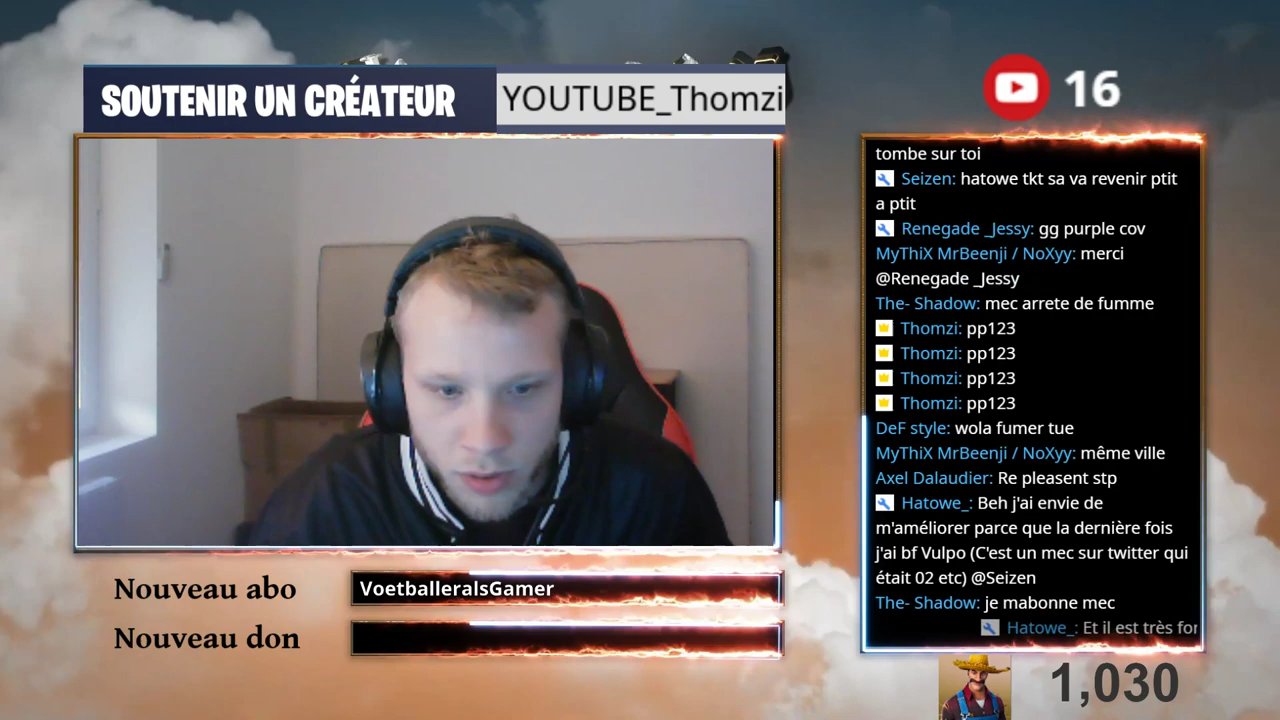 SOUTENIR UN CRÉATEUR
YOUTUBE_Thomzi
16
tombe sur toi
Seizen: hatowe tkt sa va revenir ptit
a ptit
Renegade _Jessy: gg purple cov
MyThiX MrBeenji / NoXyy: merci
@Renegade _Jessy
The- Shadow: mec arrete de fumme
Thomzi: pp123
Thomzi: pp123
Thomzi: pp123
Thomzi: pp123
DeF style: wola fumer tue
MyThiX MrBeenji / NoXyy: même ville
Axel Dalaudier: Re pleasent stp
Hatowe_: Beh j'ai envie de
m'améliorer parce que la dernière fois
j'ai bf Vulpo (C'est un mec sur twitter qui
était 02 etc) @Seizen
The- Shadow: je mabonne mec
Hatowe_: Et il est très for
Nouveau abo
VoetballeralsGamer
Nouveau don
1,030